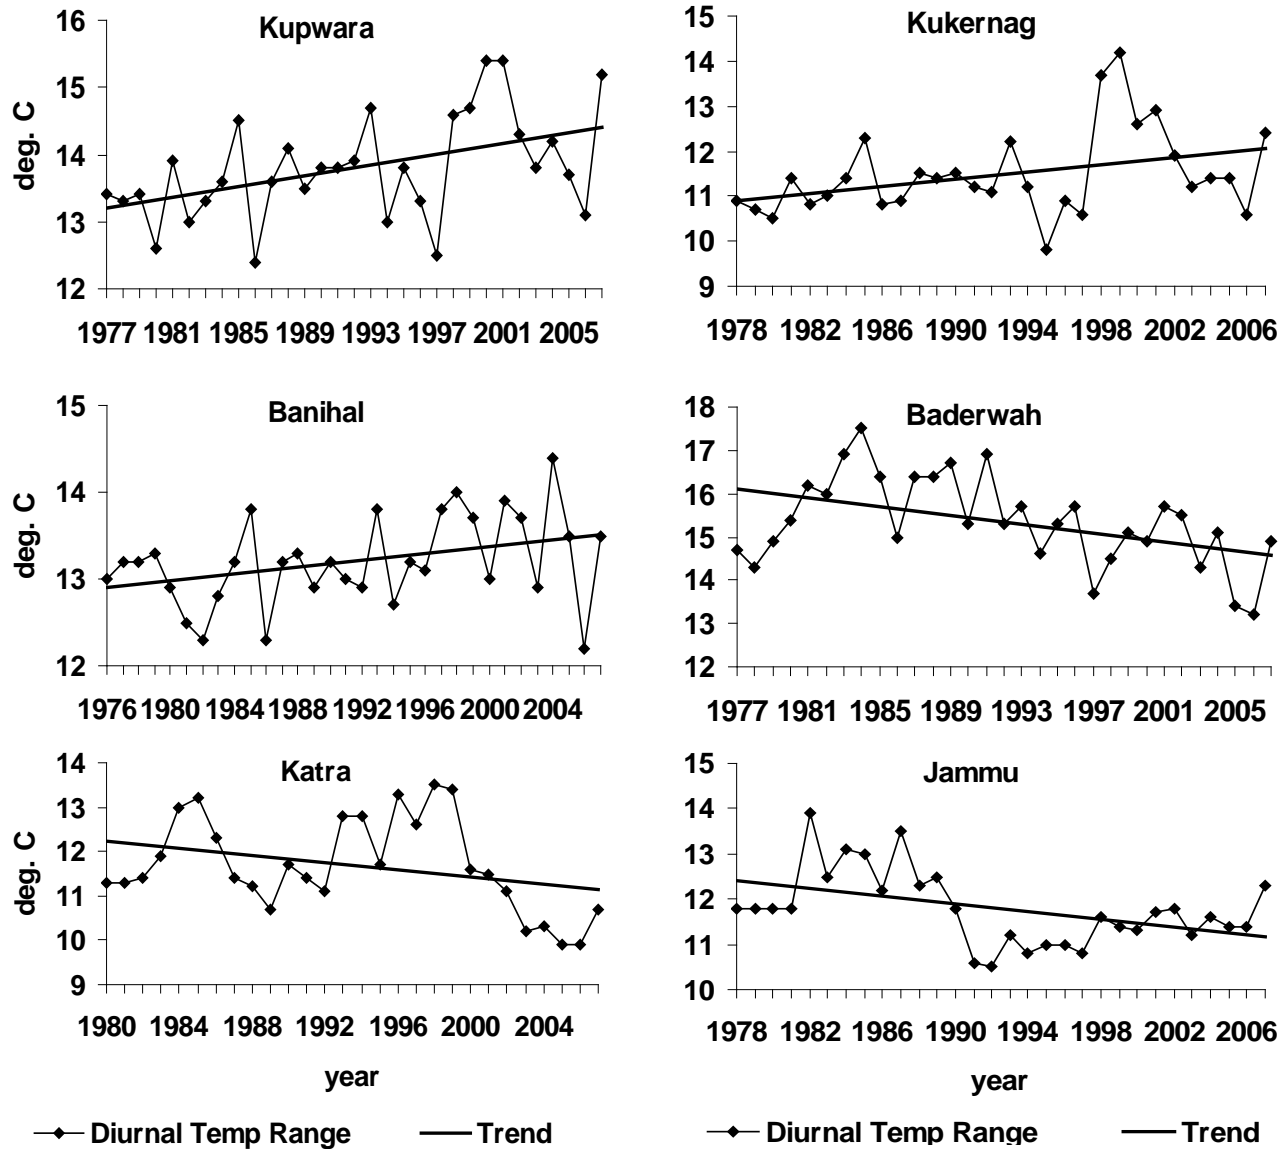 Kupwara
deg. C
16
15
14
13
12
1977 1981 1985 1989 1993 1997 2001 2005
Kukernag
15
14
13
12
11
10
9
1978 1982 1986 1990 1994 1998 2002 2006
Banihal
deg. C
15
14
13
12
1976 1980 1984 1988 1992 1996 2000 2004
Baderwah
18
17
16
15
14
13
12
1977 1981 1985 1989 1993 1997 2001 2005
Katra
deg. C
14
13
12
11
10
9
1980 1984 1988 1992 1996 2000 2004
year
Jammu
15
14
13
12
11
10
1978 1982 1986 1990 1994 1998 2002 2006
year
Diurnal Temp Range Trend
Diurnal Temp Range Trend